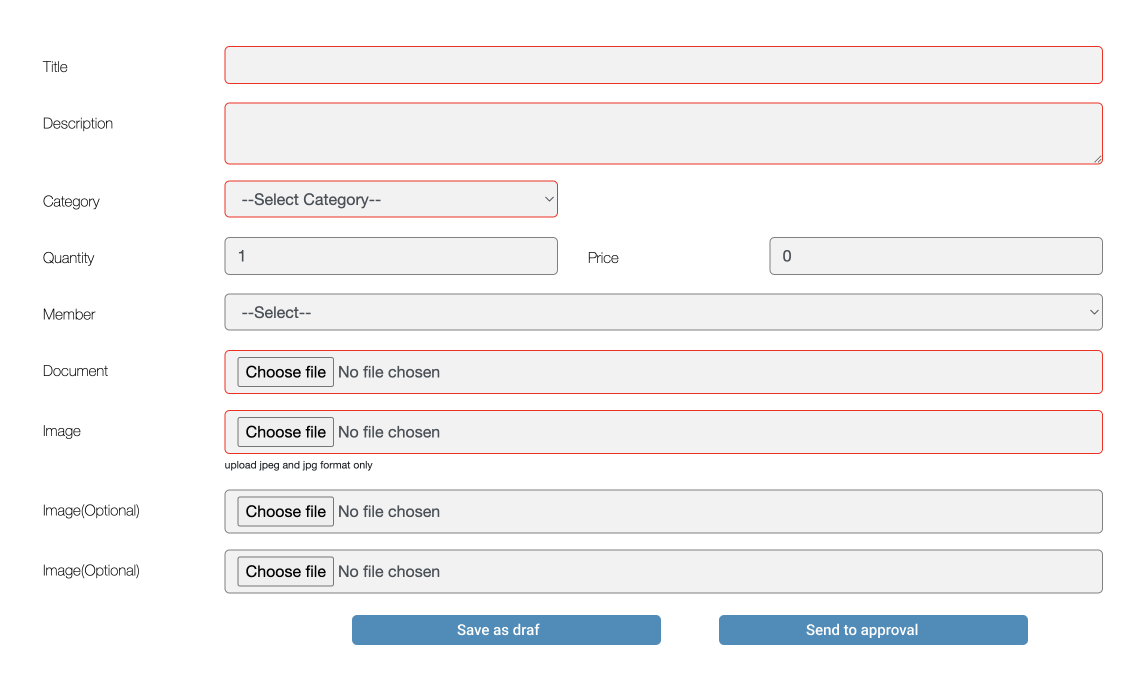 Title
Description
Category
--Select Category--
Quantity
1
Price
0
Member
--Select--
Document
Choose file No file chosen
Image
Choose file No file chosen
upload jpeg and jpg format only
Image(Optional)
Choose file No file chosen
Image(Optional)
Choose file No file chosen
Save as draf
Send to approval